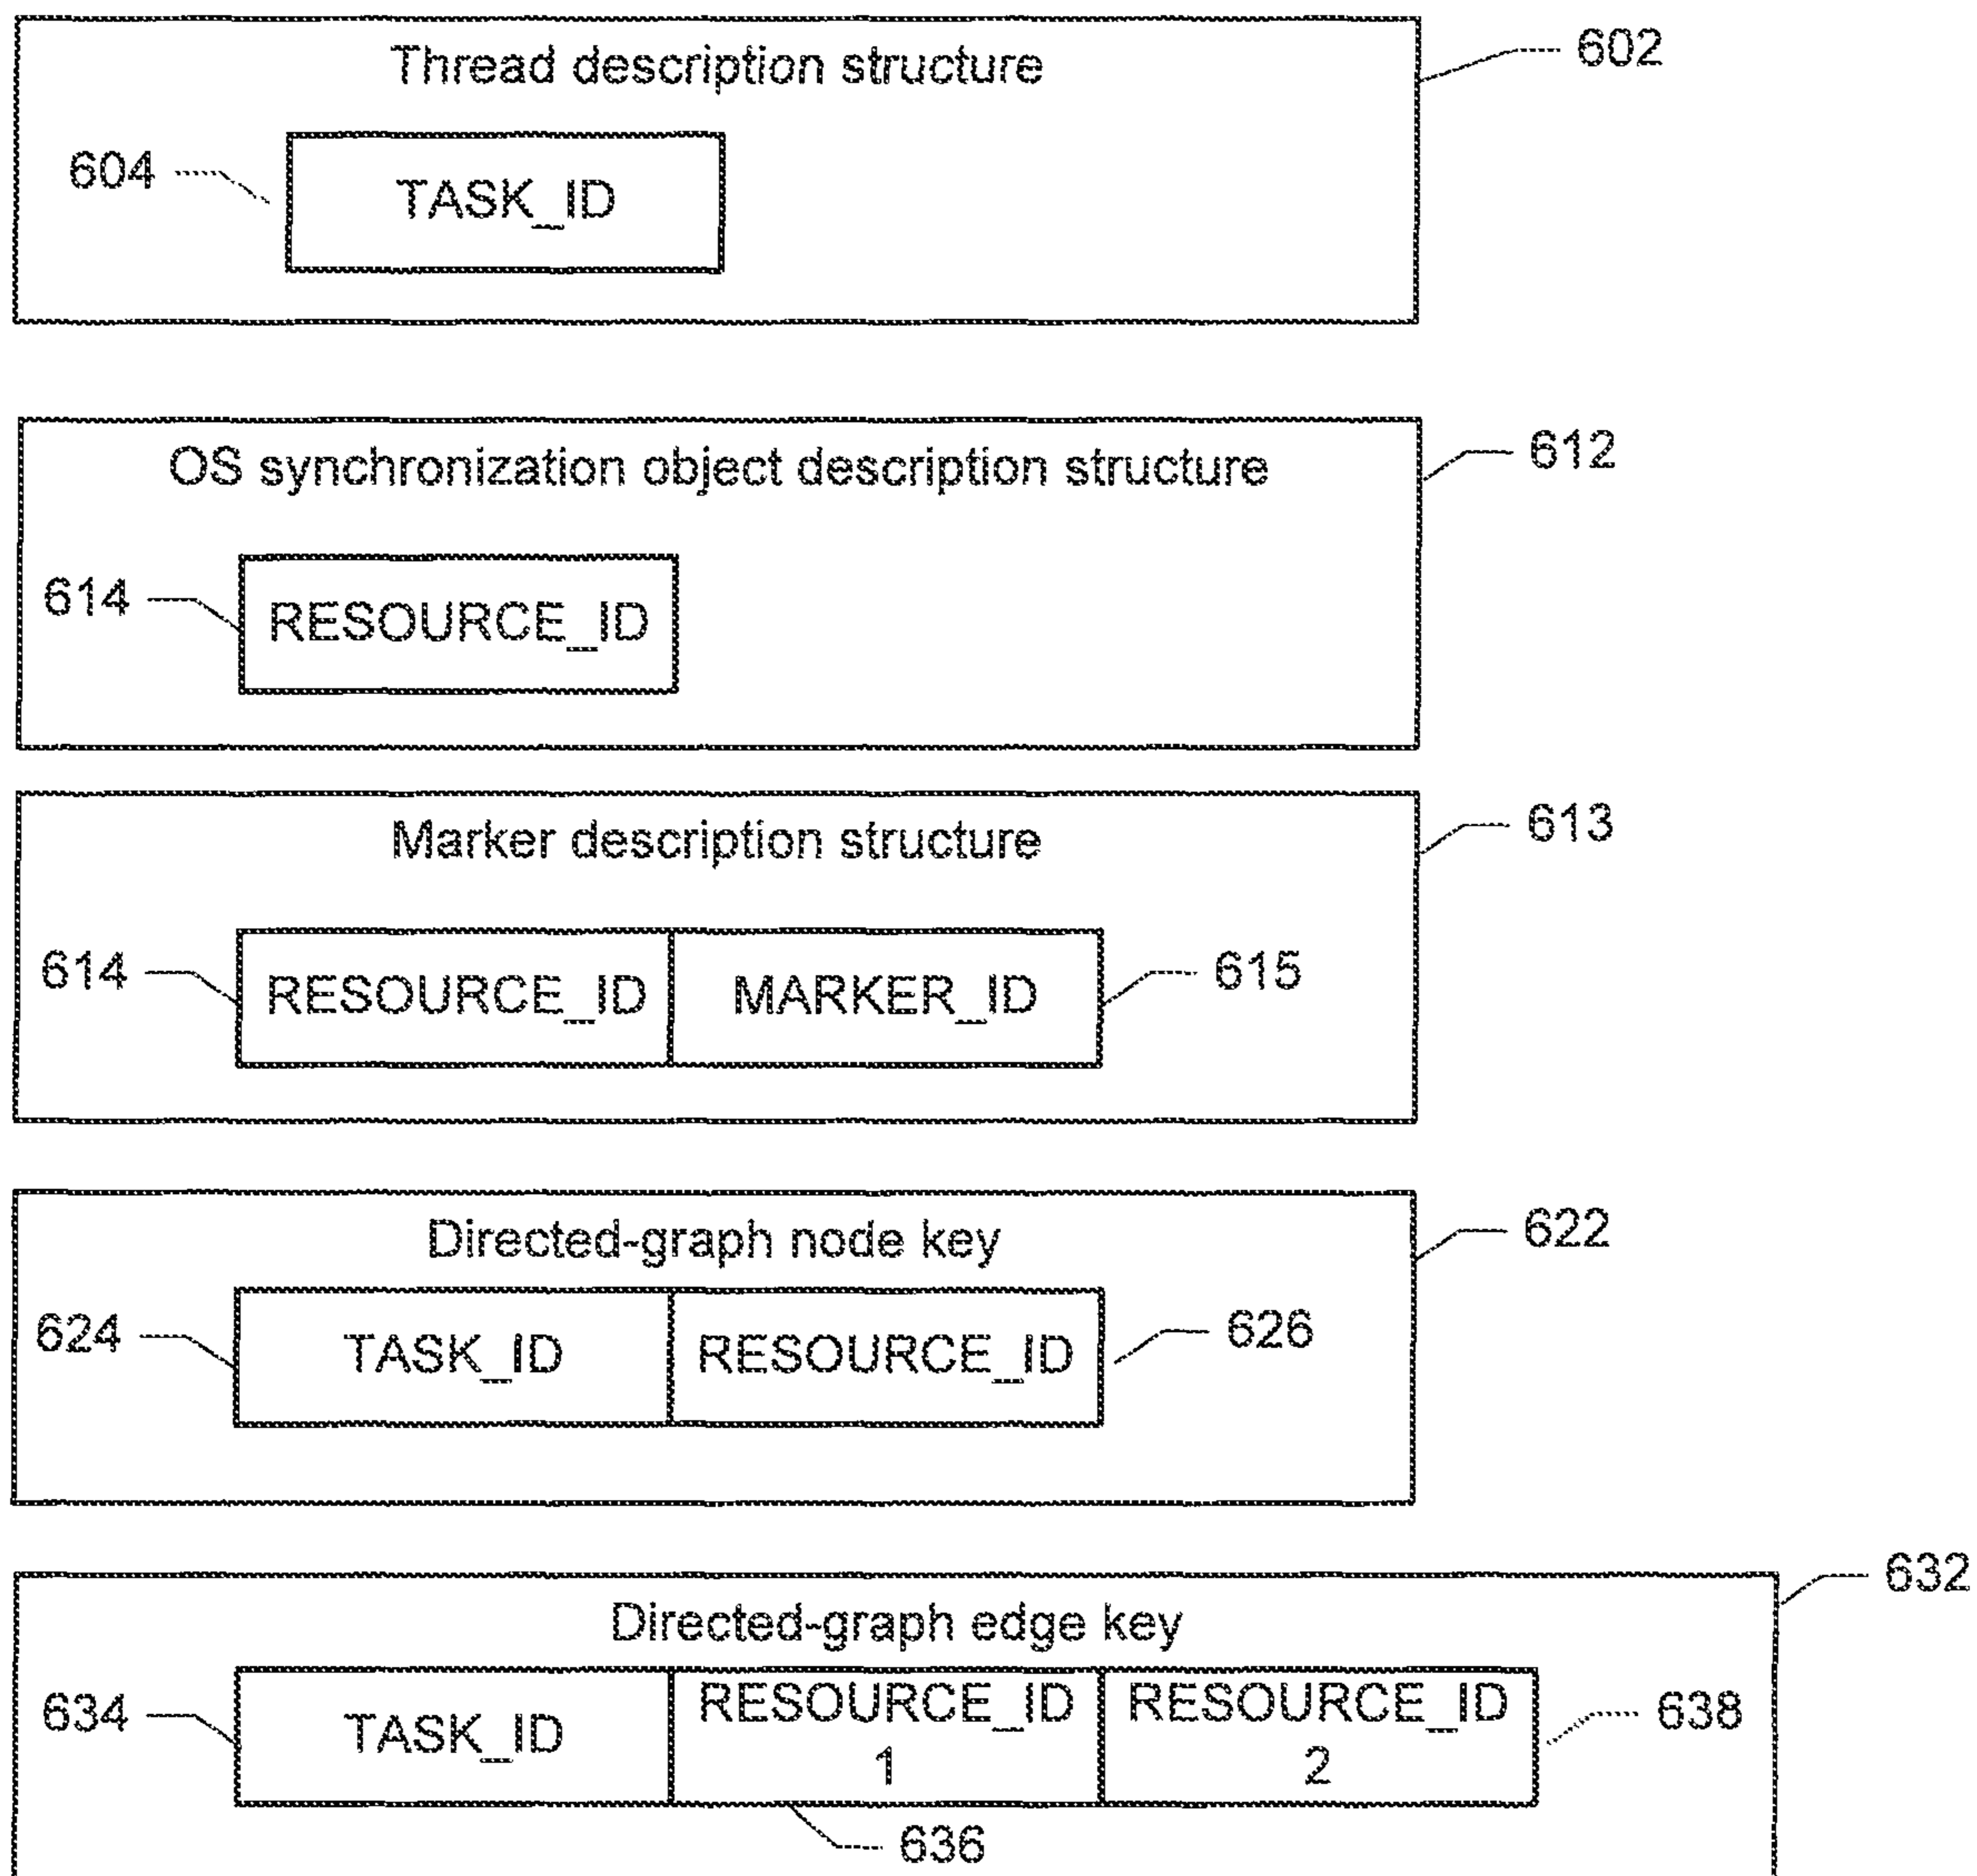 Thread description structure
602
604
TASK_ID
OS synchronization object description structure
612
614
RESOURCE_ID
Marker description structure
613
614
RESOURCE_ID
MARKER_ID
615
Directed-graph node key
622
624
TASK_ID
RESOURCE_ID
626
632
Directed-graph edge key
634
TASK_ID
RESOURCE_ID
1
RESOURCE_ID
2
638
636